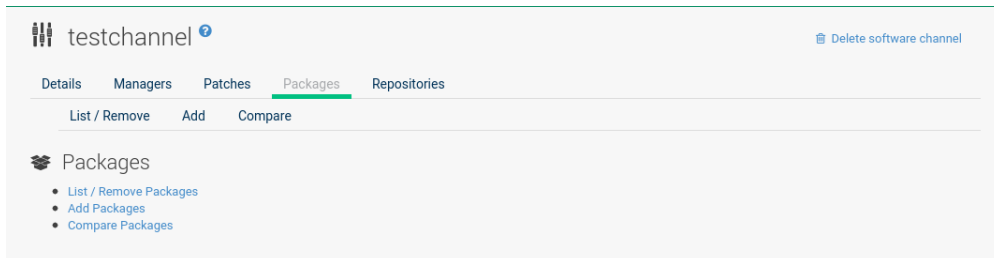 testchannel ?
Delete software channel
Details Managers Patches Packages Repositories
List / Remove Add Compare
Packages
List / Remove Packages
Add Packages
Compare Packages